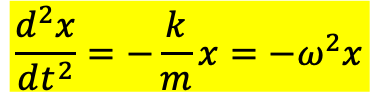 d²x/dt² = −k/m x = −ω²x